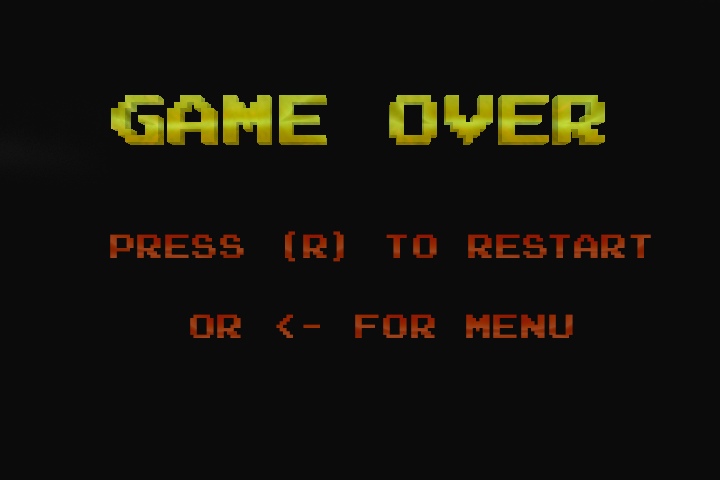 GAME OVER
PRESS (R) TO RESTART
OR <- FOR MENU